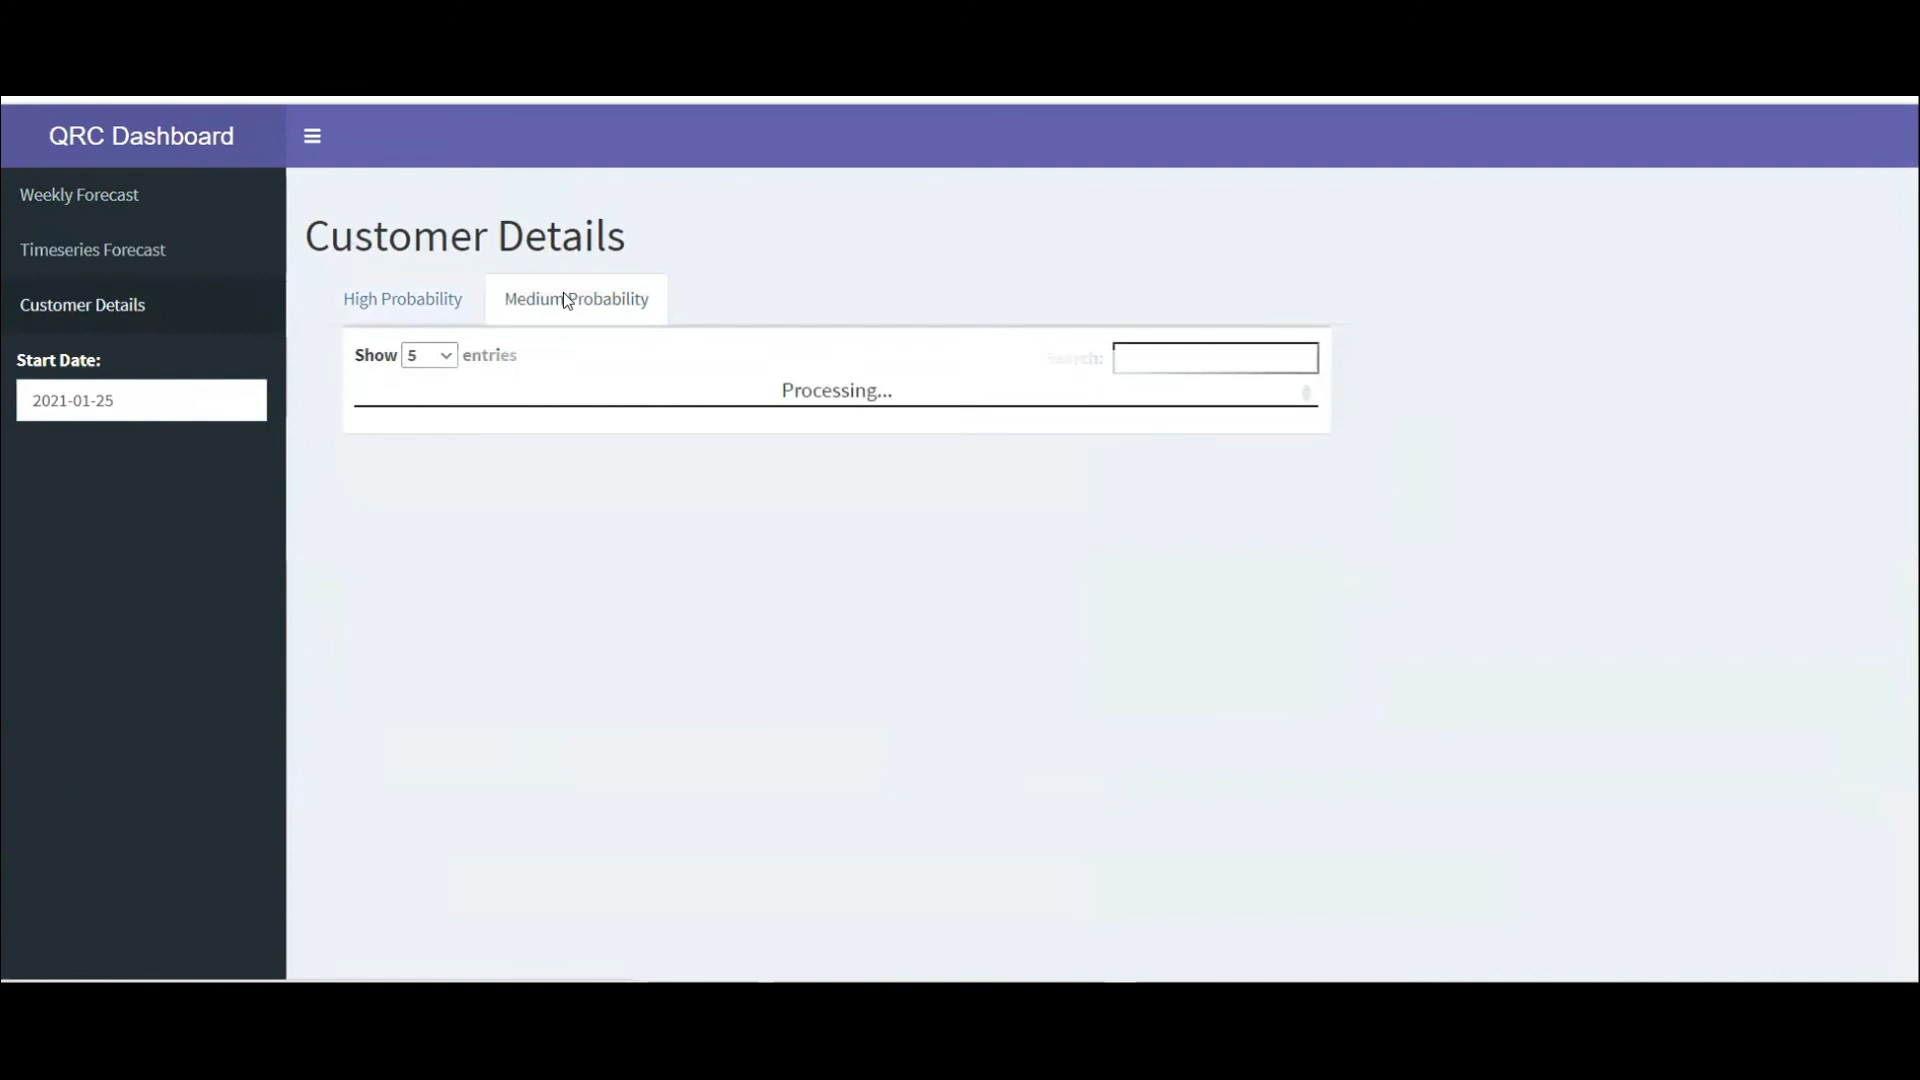 QRC Dashboard
Weekly Forecast
Timeseries Forecast
Customer Details
Start Date:
2021-01-25
Customer Details
High Probability
Medium Probability
Show 5 entries
Search:
Processing...